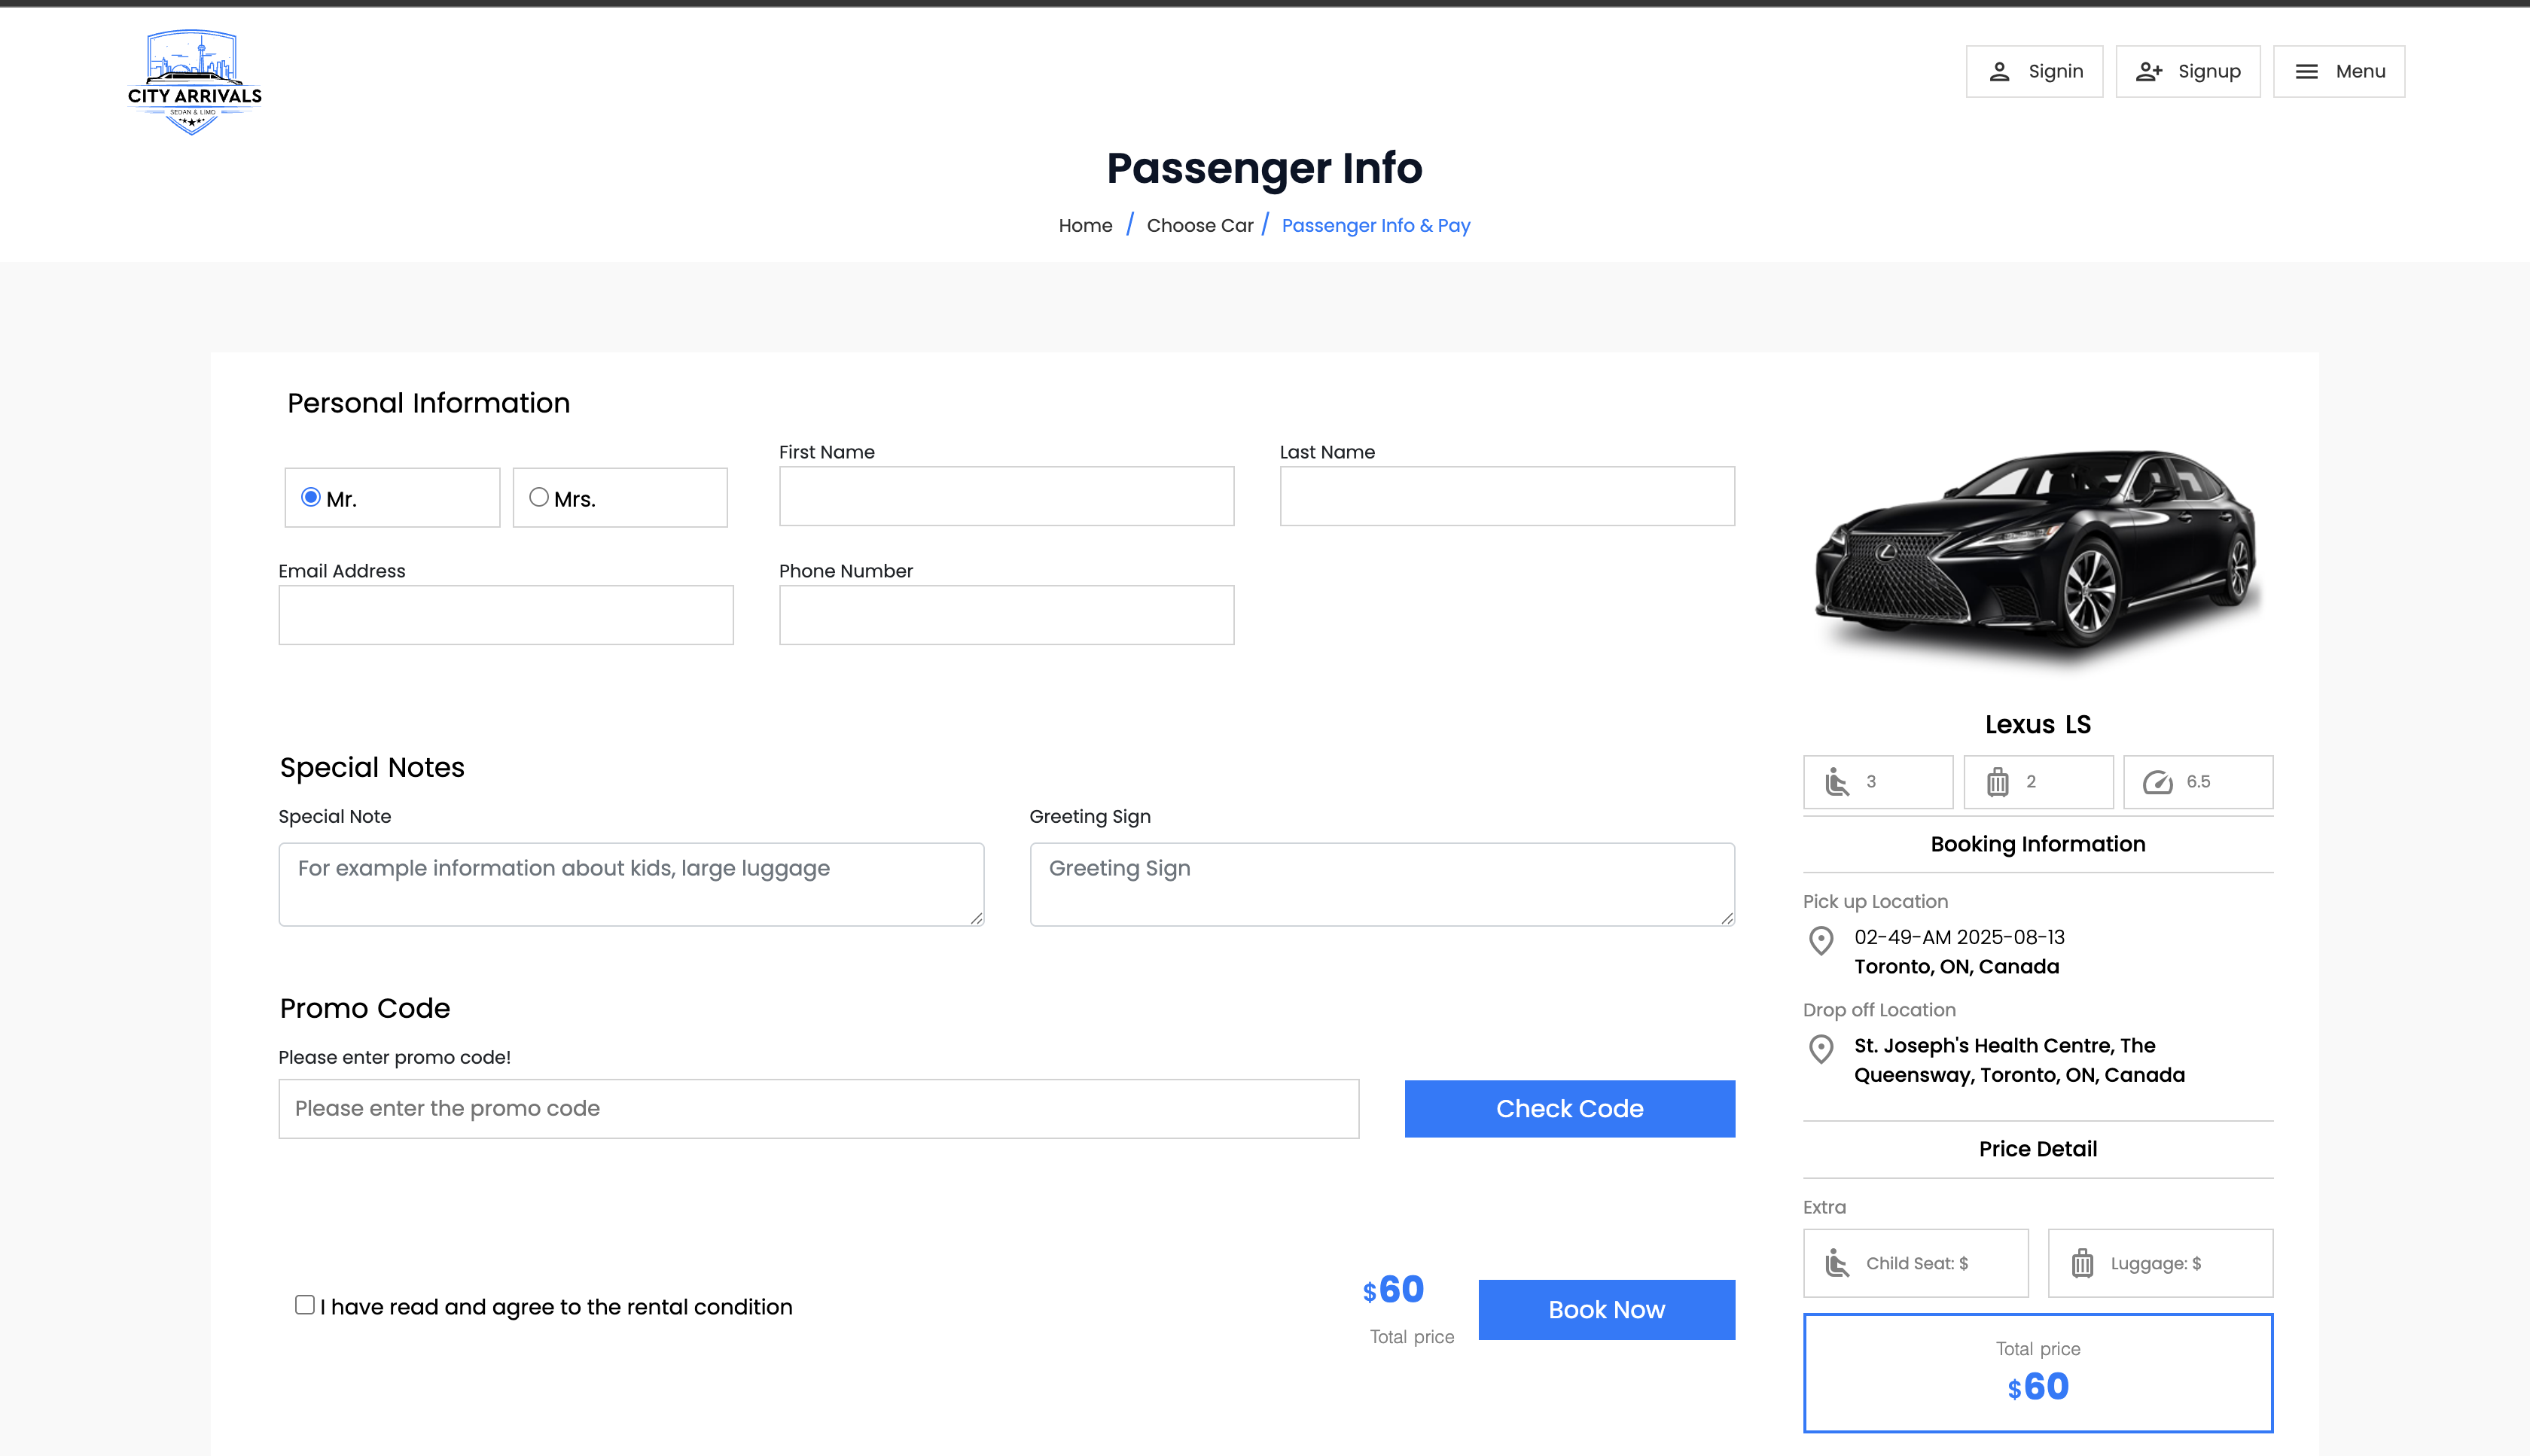 CITY ARRIVALS
SEDAN & LIMO
Signin
Signup
Menu
Passenger Info
Home / Choose Car / Passenger Info & Pay
Personal Information
Mr.
Mrs.
First Name
Last Name
Email Address
Phone Number
Special Notes
Special Note
Greeting Sign
For example information about kids, large luggage
Greeting Sign
Promo Code
Please enter promo code!
Please enter the promo code
Check Code
I have read and agree to the rental condition
$60
Total price
Book Now
Lexus LS
3
2
6.5
Booking Information
Pick up Location
02-49-AM 2025-08-13
Toronto, ON, Canada
Drop off Location
St. Joseph's Health Centre, The
Queensway, Toronto, ON, Canada
Price Detail
Extra
Child Seat: $
Luggage: $
Total price
$60